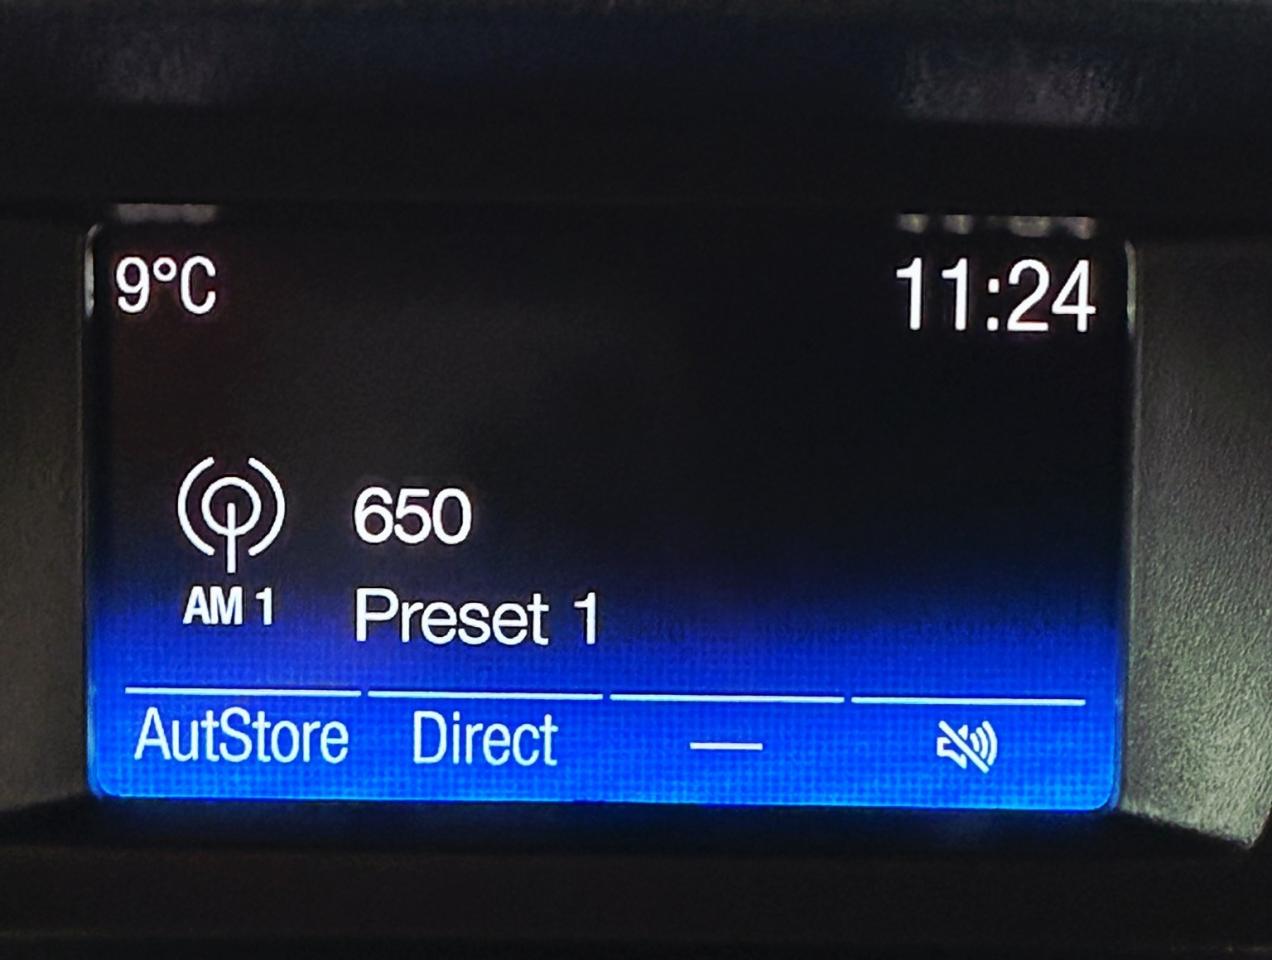 9°C
11:24
650
AM 1
Preset 1
AutStore
Direct
—